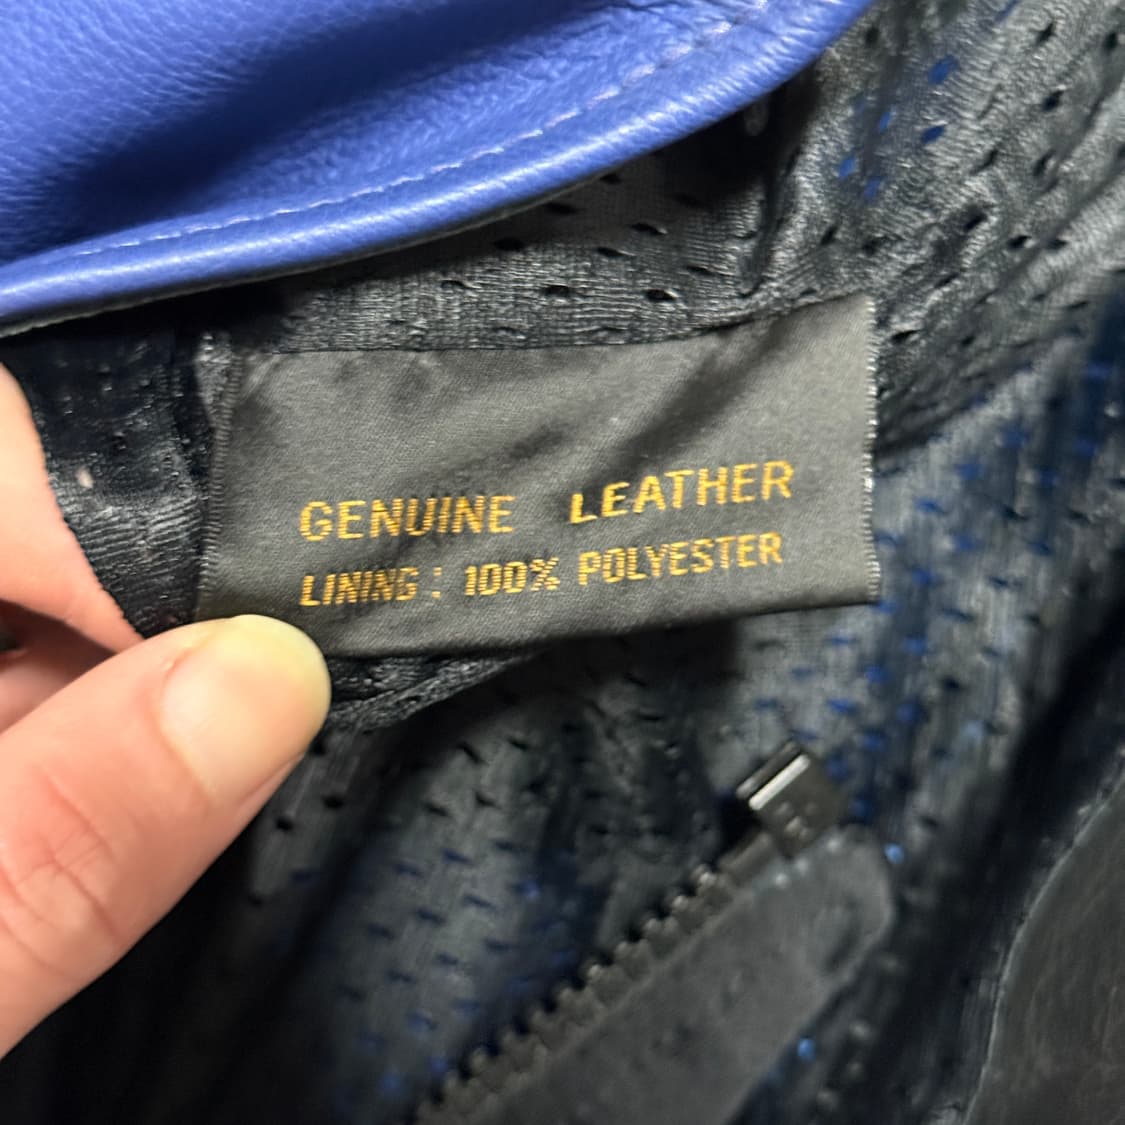 GENUINE LEATHER
LINING : 100% POLYESTER